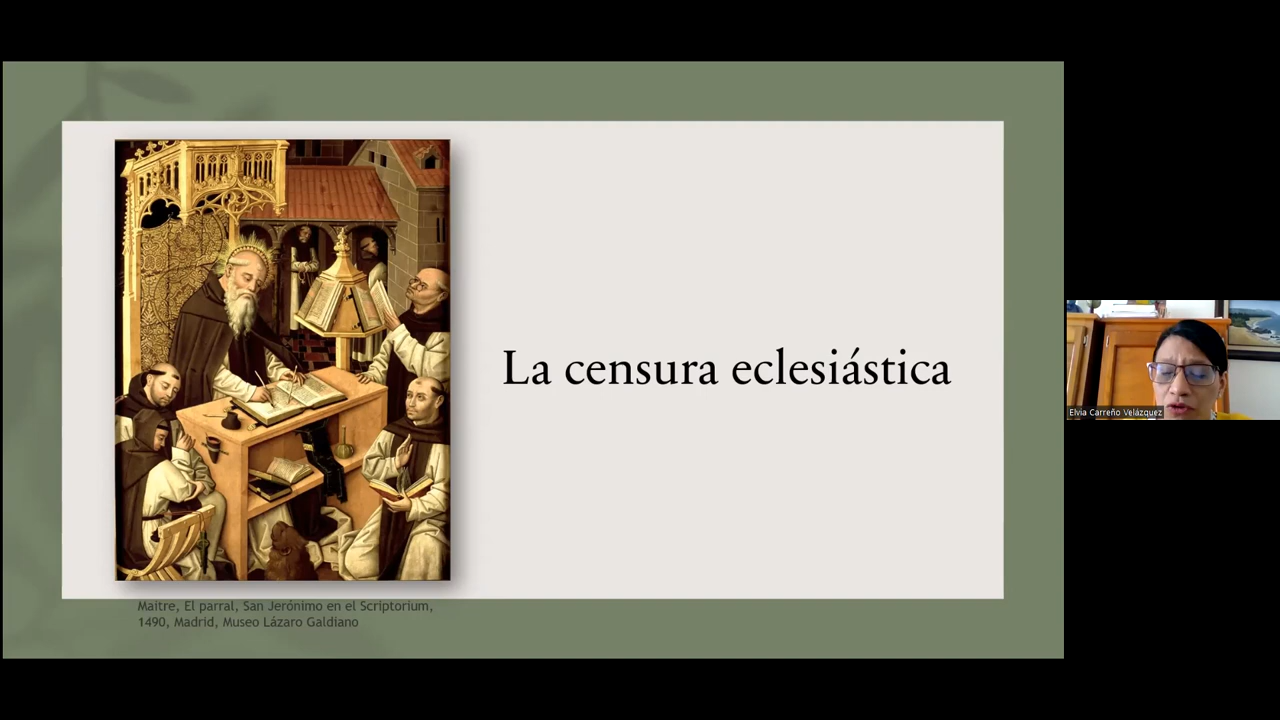 La censura eclesiástica
Maitre, El parral, San Jerónimo en el Scriptorium,
1490, Madrid, Museo Lázaro Galdiano
Elvia Carreño Velázquez